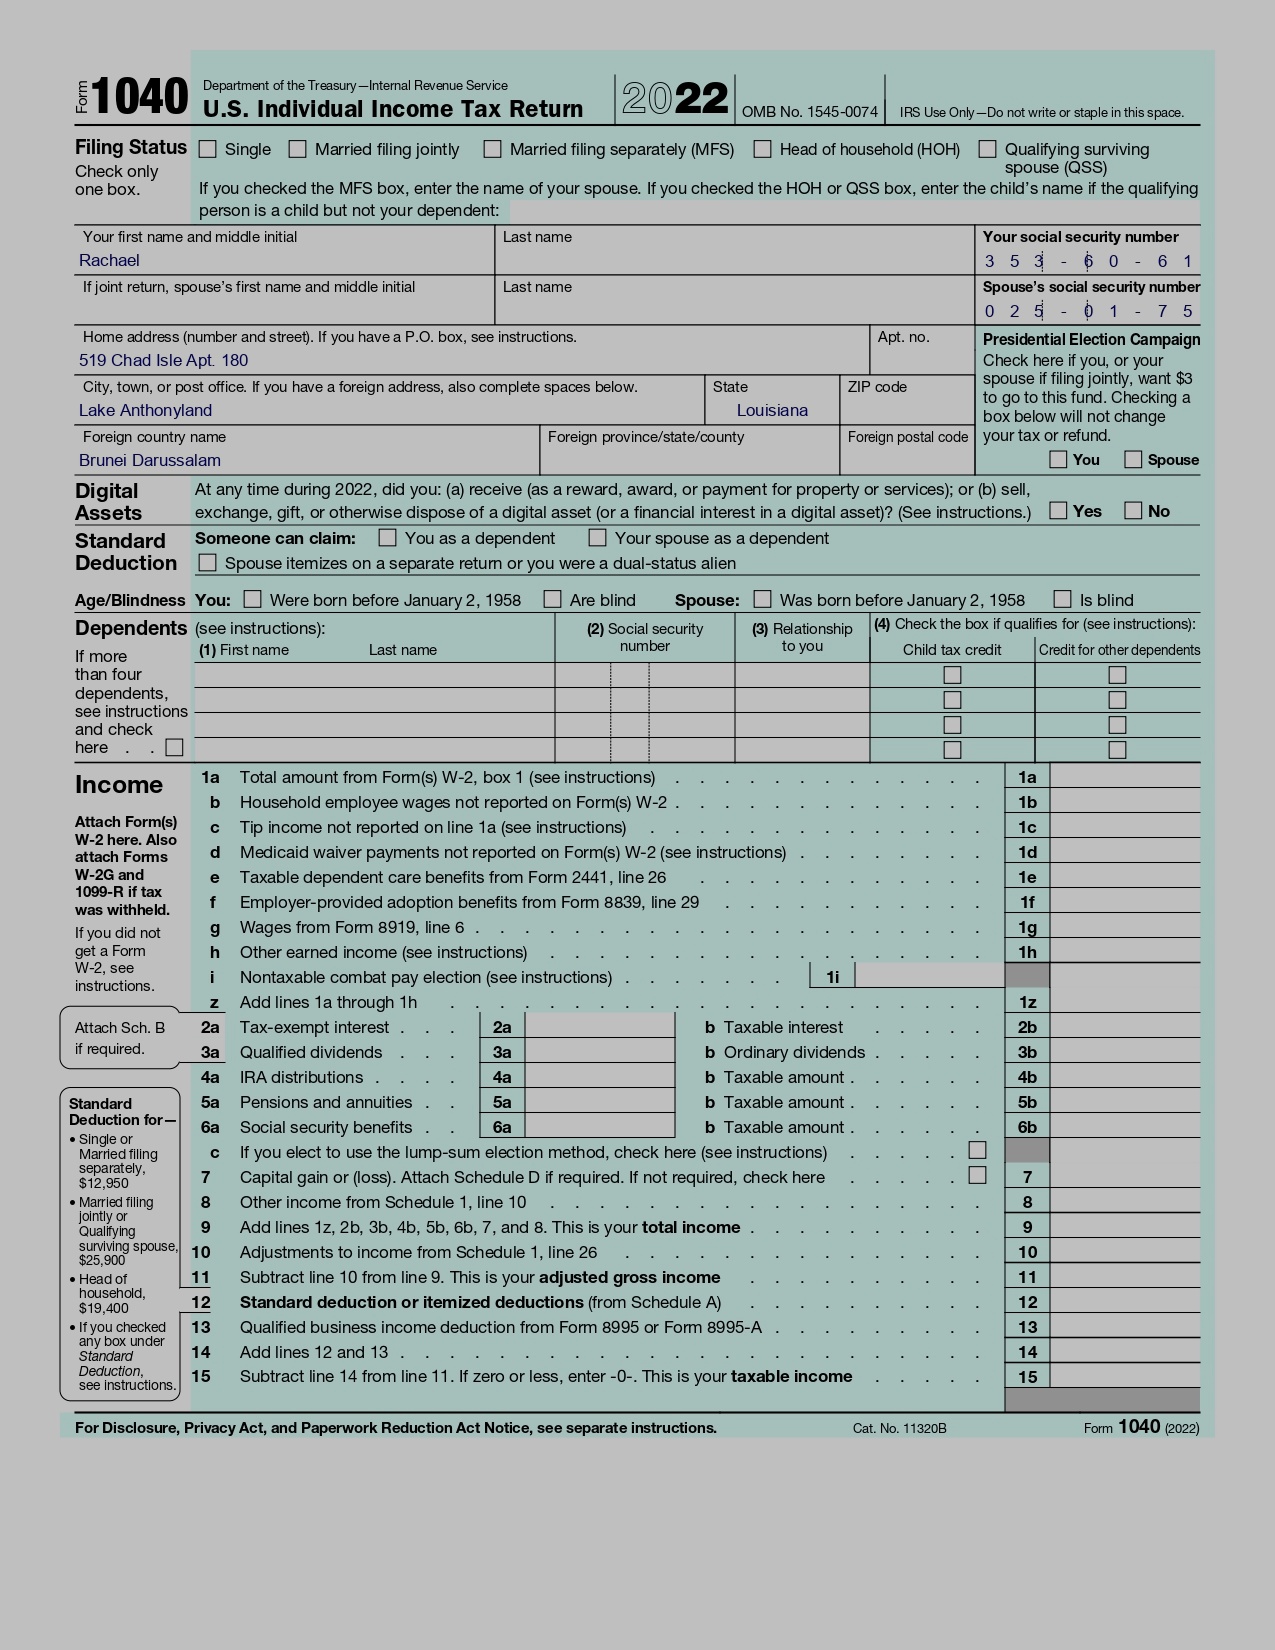 Form 1040 Department of the Treasury—Internal Revenue Service
U.S. Individual Income Tax Return 2022 OMB No. 1545-0074 IRS Use Only—Do not write or staple in this space.
Filing Status
Check only
one box.
Single Married filing jointly Married filing separately (MFS) Head of household (HOH) Qualifying surviving
spouse (QSS)
If you checked the MFS box, enter the name of your spouse. If you checked the HOH or QSS box, enter the child's name if the qualifying
person is a child but not your dependent:
Your first name and middle initial Last name Your social security number
Rachael 3 5 3 - 6 0 - 6 1
If joint return, spouse's first name and middle initial Last name Spouse's social security number
0 2 5 - 0 1 - 7 5
Home address (number and street). If you have a P.O. box, see instructions. Apt. no.
519 Chad Isle Apt. 180
City, town, or post office. If you have a foreign address, also complete spaces below. State ZIP code
Lake Anthonyland Louisiana
Foreign country name Foreign province/state/county Foreign postal code
Brunei Darussalam
Presidential Election Campaign
Check here if you, or your
spouse if filing jointly, want $3
to go to this fund. Checking a
box below will not change
your tax or refund.
You Spouse
Digital
Assets
At any time during 2022, did you: (a) receive (as a reward, award, or payment for property or services); or (b) sell,
exchange, gift, or otherwise dispose of a digital asset (or a financial interest in a digital asset)? (See instructions.) Yes No
Standard
Deduction
Someone can claim: You as a dependent Your spouse as a dependent
Spouse itemizes on a separate return or you were a dual-status alien
Age/Blindness You: Were born before January 2, 1958 Are blind Spouse: Was born before January 2, 1958 Is blind
Dependents (see instructions):
(1) First name Last name
(2) Social security
number
(3) Relationship
to you
(4) Check the box if qualifies for (see instructions):
Child tax credit Credit for other dependents
If more
than four
dependents,
see instructions
and check
here . .
Income
Attach Form(s)
W-2 here. Also
attach Forms
W-2G and
1099-R if tax
was withheld.
If you did not
get a Form
W-2, see
instructions.
1a Total amount from Form(s) W-2, box 1 (see instructions) . . . . . . . . . . . . . 1a
b Household employee wages not reported on Form(s) W-2 . . . . . . . . . . . . . 1b
c Tip income not reported on line 1a (see instructions) . . . . . . . . . . . . . . 1c
d Medicaid waiver payments not reported on Form(s) W-2 (see instructions) . . . . . . . . 1d
e Taxable dependent care benefits from Form 2441, line 26 . . . . . . . . . . . . 1e
f Employer-provided adoption benefits from Form 8839, line 29 . . . . . . . . . . . 1f
g Wages from Form 8919, line 6 . . . . . . . . . . . . . . . . . . . . . 1g
h Other earned income (see instructions) . . . . . . . . . . . . . . . . . . 1h
i Nontaxable combat pay election (see instructions) . . . . . . . 1i
z Add lines 1a through 1h . . . . . . . . . . . . . . . . . . . . . . 1z
Attach Sch. B
if required.
2a Tax-exempt interest . . . 2a b Taxable interest . . . . . 2b
3a Qualified dividends . . . 3a b Ordinary dividends . . . . . 3b
4a IRA distributions . . . . 4a b Taxable amount . . . . . . 4b
5a Pensions and annuities . . 5a b Taxable amount . . . . . . 5b
6a Social security benefits . . 6a b Taxable amount . . . . . . 6b
c If you elect to use the lump-sum election method, check here (see instructions) . . . . .
7 Capital gain or (loss). Attach Schedule D if required. If not required, check here . . . . . 7
8 Other income from Schedule 1, line 10 . . . . . . . . . . . . . . . . . . 8
9 Add lines 1z, 2b, 3b, 4b, 5b, 6b, 7, and 8. This is your total income . . . . . . . . . . 9
10 Adjustments to income from Schedule 1, line 26 . . . . . . . . . . . . . . . 10
11 Subtract line 10 from line 9. This is your adjusted gross income . . . . . . . . . . 11
12 Standard deduction or itemized deductions (from Schedule A) . . . . . . . . . . 12
13 Qualified business income deduction from Form 8995 or Form 8995-A . . . . . . . . . 13
14 Add lines 12 and 13 . . . . . . . . . . . . . . . . . . . . . . . . 14
15 Subtract line 14 from line 11. If zero or less, enter -0-. This is your taxable income . . . . . 15
Standard
Deduction for—
• Single or
Married filing
separately,
$12,950
• Married filing
jointly or
Qualifying
surviving spouse,
$25,900
• Head of
household,
$19,400
• If you checked
any box under
Standard
Deduction,
see instructions.
For Disclosure, Privacy Act, and Paperwork Reduction Act Notice, see separate instructions. Cat. No. 11320B Form 1040 (2022)